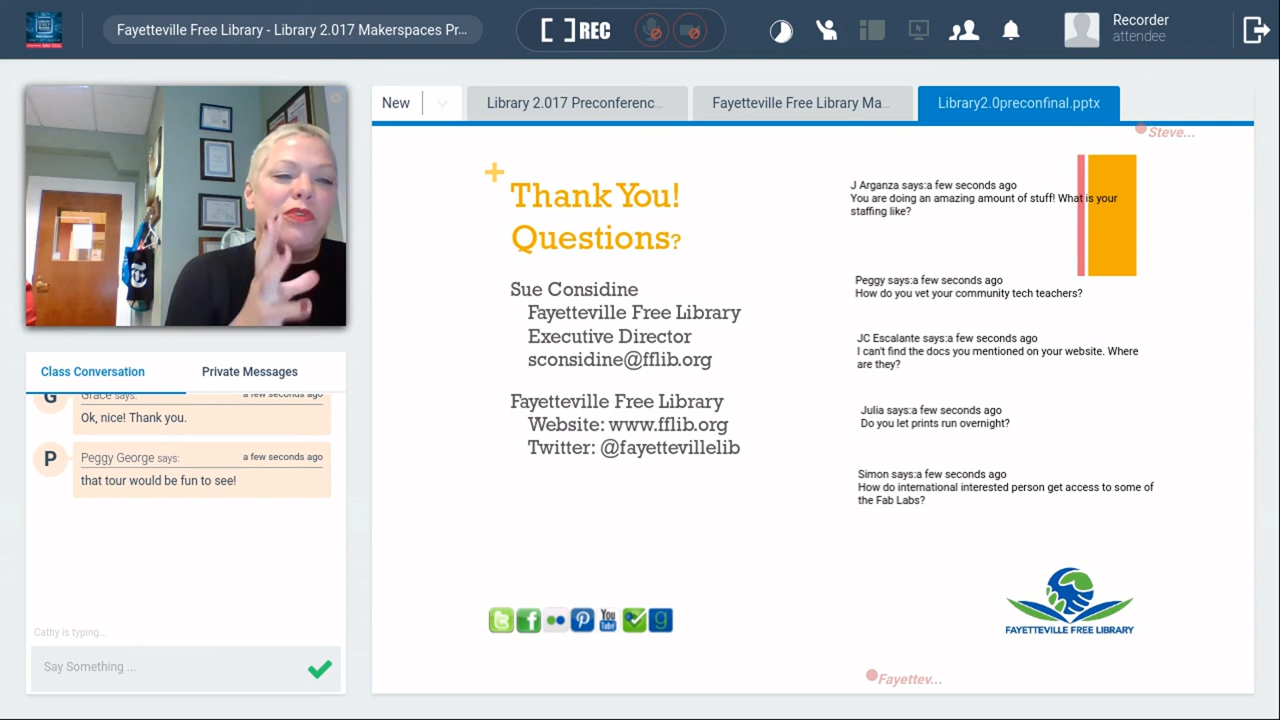 Fayetteville Free Library - Library 2.017 Makerspaces Pr...
[ ] REC
Recorder
attendee
New
Library 2.017 Preconferenc...
Fayetteville Free Library Ma...
Library2.0preconfinal.pptx
Steve...
+
Thank You!
Questions?
Sue Considine
Fayetteville Free Library
Executive Director
sconsidine@fflib.org
Fayetteville Free Library
Website: www.fflib.org
Twitter: @fayettevillelib
J Arganza says:a few seconds ago
You are doing an amazing amount of stuff! What is your
staffing like?
Peggy says:a few seconds ago
How do you vet your community tech teachers?
JC Escalante says:a few seconds ago
I can't find the docs you mentioned on your website. Where
are they?
Julia says:a few seconds ago
Do you let prints run overnight?
Simon says:a few seconds ago
How do international interested person get access to some of
the Fab Labs?
You
Tube
FAYETTEVILLE FREE LIBRARY
Fayettev...
Class Conversation Private Messages
G
Grace says: a few seconds ago
Ok, nice! Thank you.
P
Peggy George says: a few seconds ago
that tour would be fun to see!
Cathy is typing...
Say Something ...